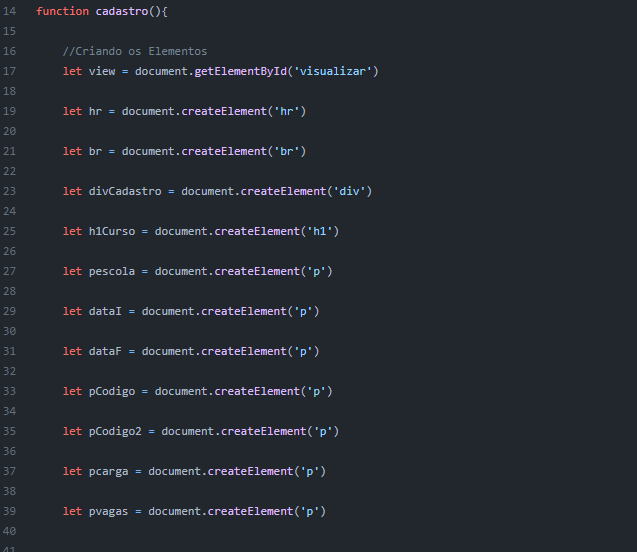 14 function cadastro(){
15
16 //Criando os Elementos
17 let view = document.getElementById('visualizar')
18
19 let hr = document.createElement('hr')
20
21 let br = document.createElement('br')
22
23 let divCadastro = document.createElement('div')
24
25 let h1Curso = document.createElement('h1')
26
27 let pescola = document.createElement('p')
28
29 let dataI = document.createElement('p')
30
31 let dataF = document.createElement('p')
32
33 let pCodigo = document.createElement('p')
34
35 let pCodigo2 = document.createElement('p')
36
37 let pcarga = document.createElement('p')
38
39 let pvagas = document.createElement('p')
40
41